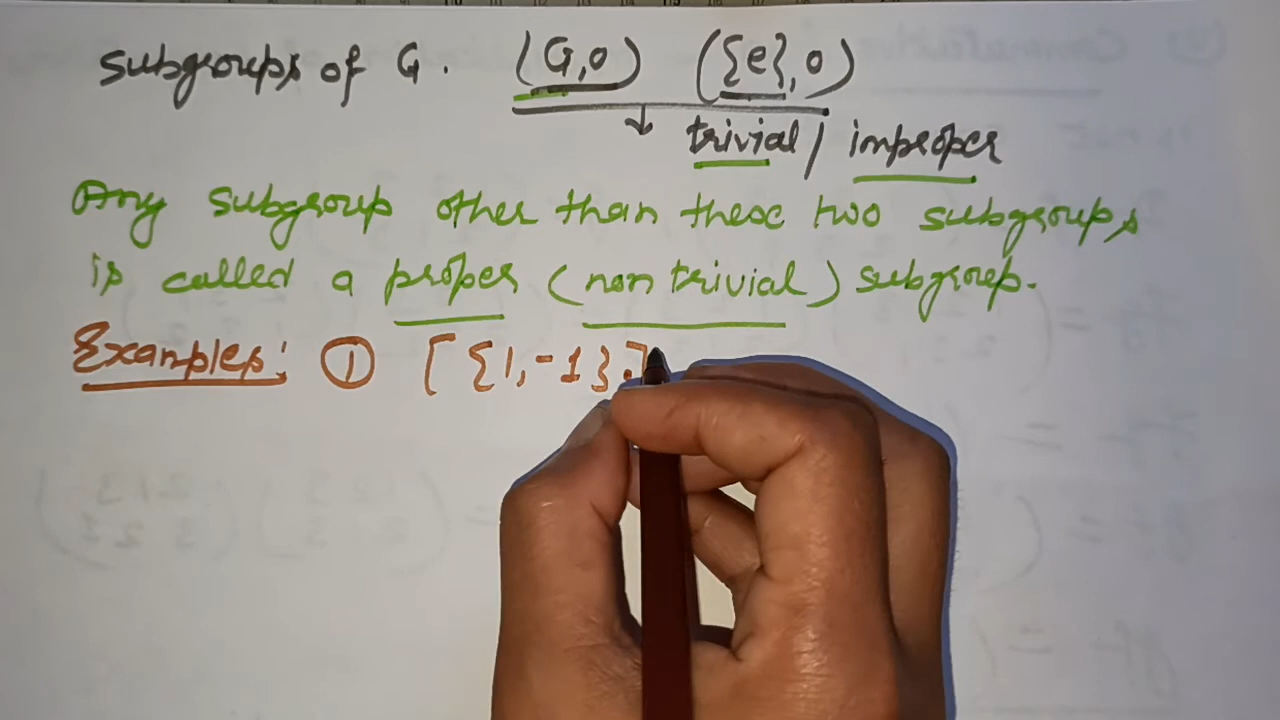 Subgroups of G. (G,o) ({e},o)
↓ trivial / improper
Any subgroup other than these two subgroups
is called a proper (non trivial) subgroup.
Examples: ① [{1,-1}.]